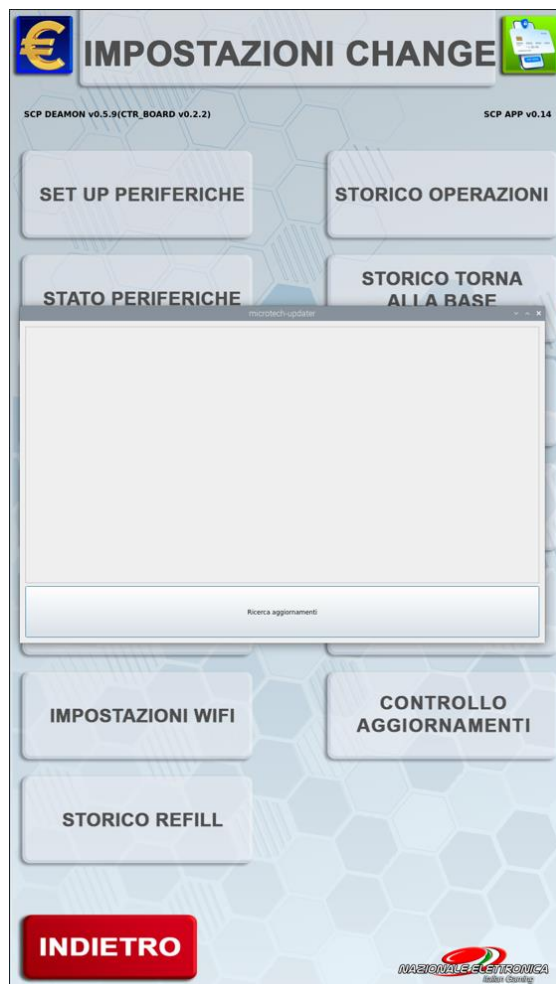 IMPOSTAZIONI CHANGE
SCP DEAMON v0.5.9(CTR_BOARD v0.2.2)
SCP APP v0.14
SET UP PERIFERICHE
STORICO OPERAZIONI
STATO PERIFERICHE
STORICO TORNA
ALLA BASE
microtech-updater
Ricerca aggiornamenti
IMPOSTAZIONI WIFI
CONTROLLO
AGGIORNAMENTI
STORICO REFILL
INDIETRO
NAZIONALE ELETTRONICA
Italian Gaming